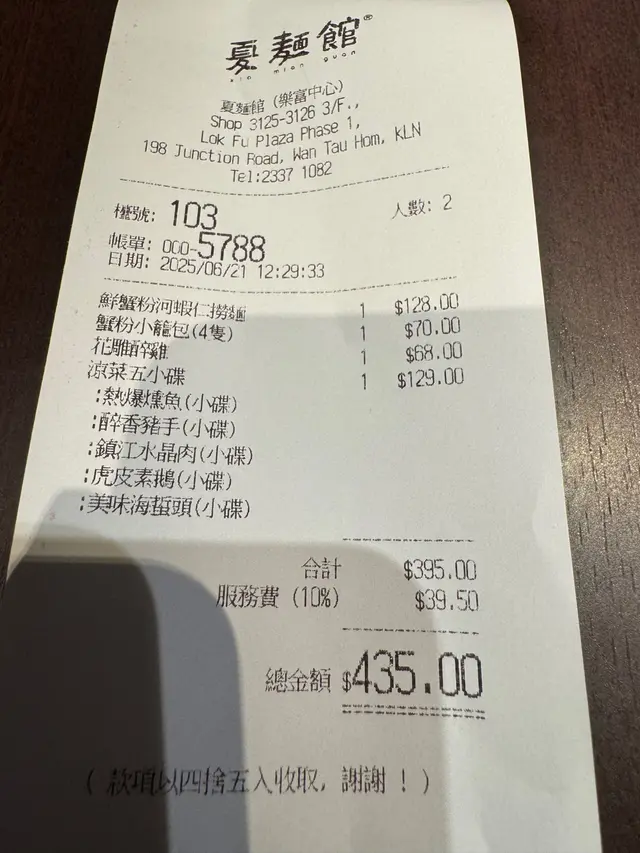 夏麵館®
xia mian guan
夏麵館 (樂富中心)
Shop 3125-3126 3/F.,
Lok Fu Plaza Phase 1,
198 Junction Road, Wan Tau Hom, KLN
Tel:2337 1082
檯號: 103 人數: 2
帳單: 000-5788
日期: 2025/06/21 12:29:33
鮮蟹粉河蝦仁撈麵 1 $128.00
蟹粉小籠包(4隻) 1 $70.00
花雕醉雞 1 $68.00
涼菜五小碟 1 $129.00
:熱爆燻魚(小碟)
:醉香豬手(小碟)
:鎮江水晶肉(小碟)
:虎皮素鵝(小碟)
:美味海蜇頭(小碟)
合計 $395.00
服務費 (10%) $39.50
總金額 $435.00
( 款項以四捨五入收取, 謝謝 ! )